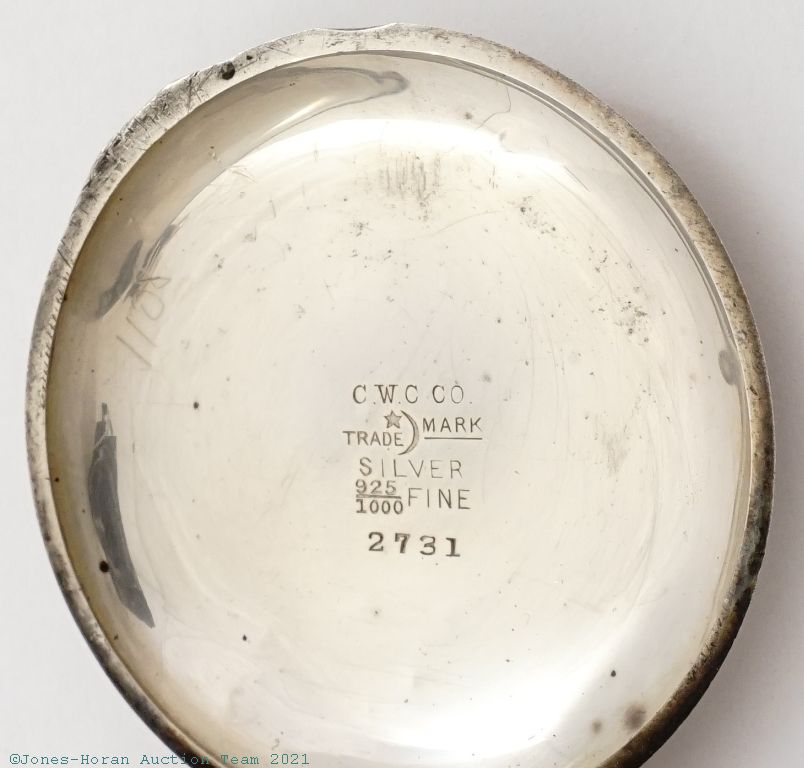 C.W.C CO.
TRADE MARK
SILVER
925/1000 FINE
2731
©Jones-Horan Auction Team 2021